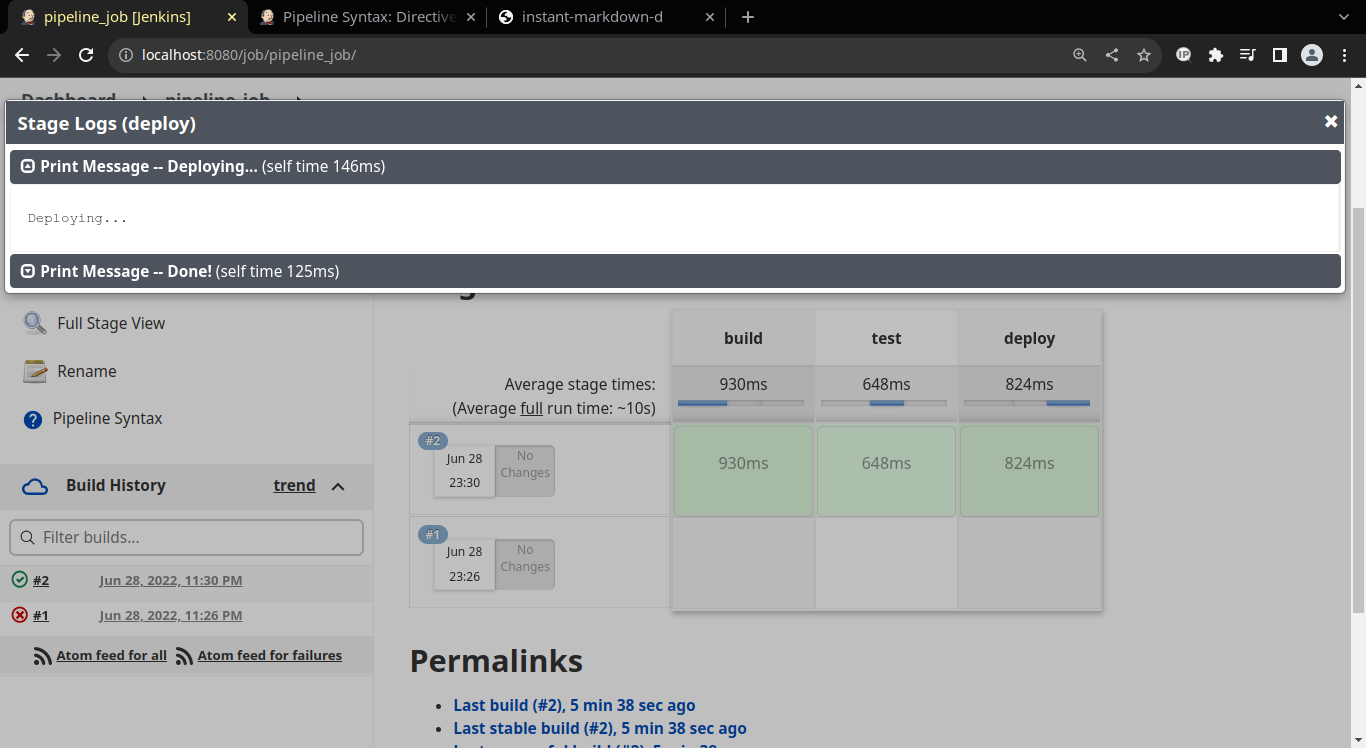 pipeline_job [Jenkins]
Pipeline Syntax: Directive
instant-markdown-d
localhost:8080/job/pipeline_job/
IP
Dashboard
pipeline_job
Stage Logs (deploy)
Print Message -- Deploying... (self time 146ms)
Deploying...
Print Message -- Done! (self time 125ms)
Full Stage View
Rename
Pipeline Syntax
Build History
trend
Filter builds...
#2 Jun 28, 2022, 11:30 PM
#1 Jun 28, 2022, 11:26 PM
Atom feed for all Atom feed for failures
build test deploy
Average stage times: 930ms 648ms 824ms
(Average full run time: ~10s)
#2
Jun 28
23:30
No
Changes
930ms 648ms 824ms
#1
Jun 28
23:26
No
Changes
Permalinks
Last build (#2), 5 min 38 sec ago
Last stable build (#2), 5 min 38 sec ago